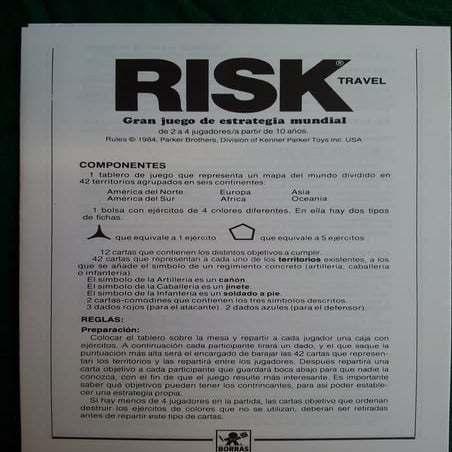 RISK® TRAVEL
Gran juego de estrategia mundial
de 2 a 4 jugadores/a partir de 10 años.
Rules © 1984, Parker Brothers, Division of Kenner Parker Toys Inc. USA
COMPONENTES
1 tablero de juego que representa un mapa del mundo dividido en
42 territorios agrupados en seis continentes:
América del Norte Europa Asia
América del Sur Africa Oceanía
1 bolsa con ejércitos de 4 colores diferentes. En ella hay dos tipos
de fichas.
que equivale a 1 ejército que equivale a 5 ejércitos
12 cartas que contienen los distintos objetivos a cumplir.
42 cartas que representan a cada uno de los territorios existentes, a los
que se añade el símbolo de un regimiento concreto (artillería, caballería
o infantería).
El símbolo de la Artillería es un cañón.
El símbolo de la Caballería es un jinete.
El símbolo de la Infantería es un soldado a pie.
2 cartas-comodines que contienen los tres símbolos descritos.
3 dados rojos (para el atacante). 2 dados azules (para el defensor).
REGLAS:
Preparación:
Colocar el tablero sobre la mesa y repartir a cada jugador una caja con
ejércitos. A continuación cada participante tirará un dado, y el que saque la
puntuación más alta será el encargado de barajar las 42 cartas que represen-
tan los territorios y las repartirá entre los jugadores. Después repartirá una
carta objetivo a cada participante que guardará boca abajo para que nadie la
conozca, con el fin de que el juego resulte más interesante. Es importante
saber qué objetivos pueden tener los contrincantes, para así poder estable-
cer una estrategia propia.
Si hay menos de 4 jugadores en la partida, las cartas objetivo que ordenan
destruir los ejércitos de colores que no se utilizan, deberán ser retiradas
antes de repartir este tipo de cartas.
BORRAS